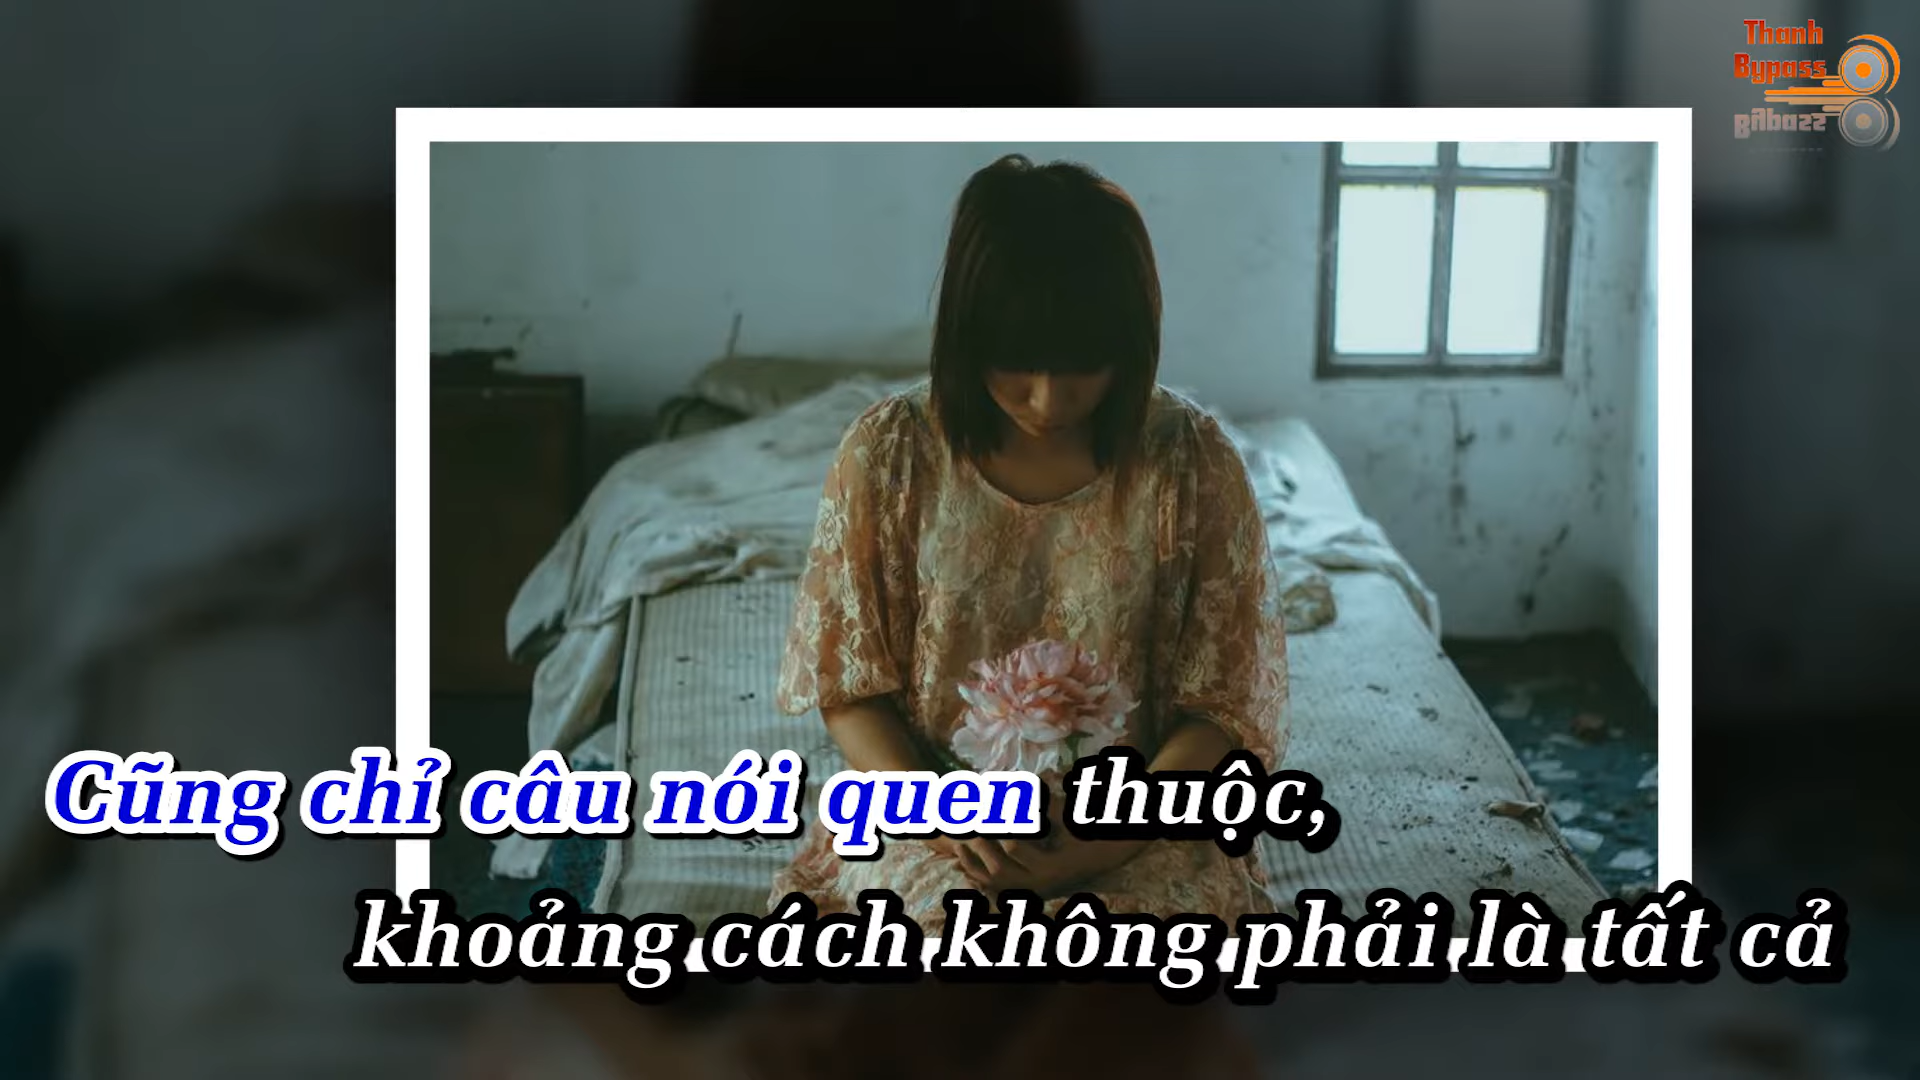 Thanh
Bypass
Cũng chỉ câu nói quen thuộc,
khoảng cách không phải là tất cả